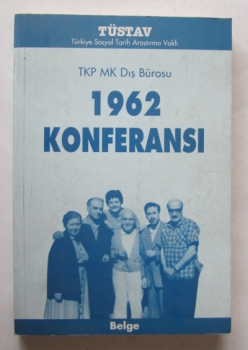 TÜSTAV
Türkiye Sosyal Tarih Araştırma Vakfı
TKP MK Dış Bürosu
1962
KONFERANSI
Belge